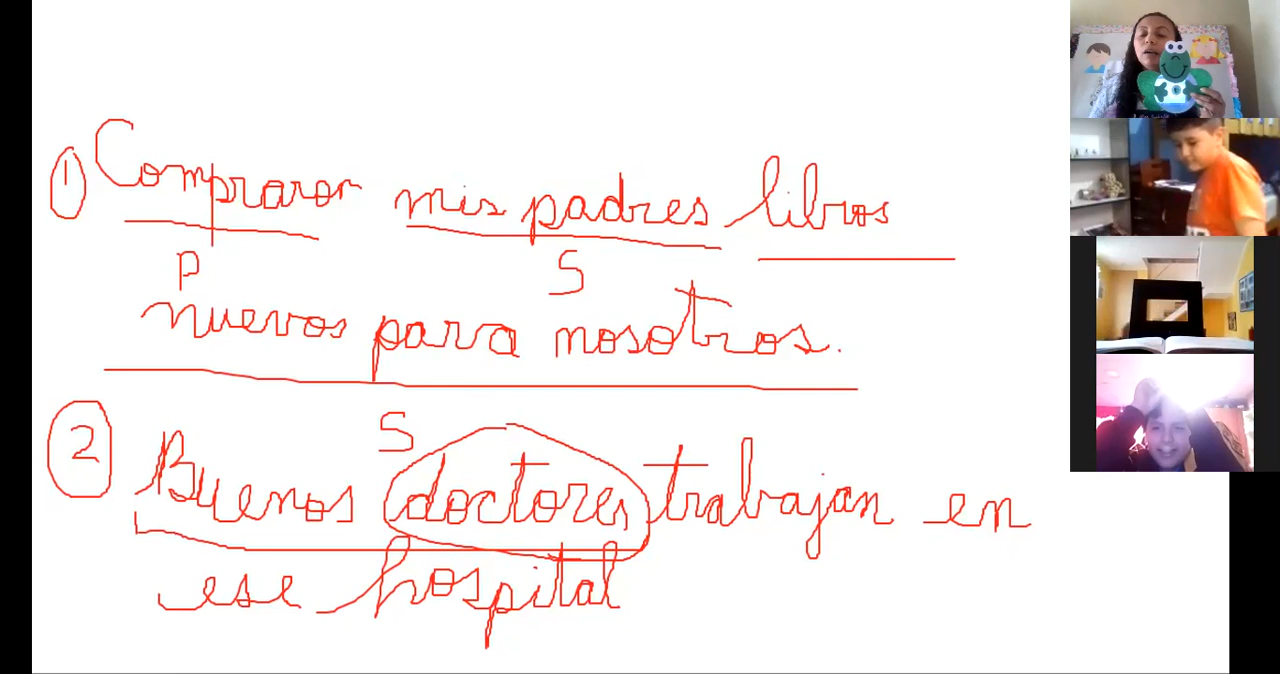 ① Compraron mis padres libros
P S
nuevos para nosotros.
S
② Buenos doctores trabajan en
ese hospital